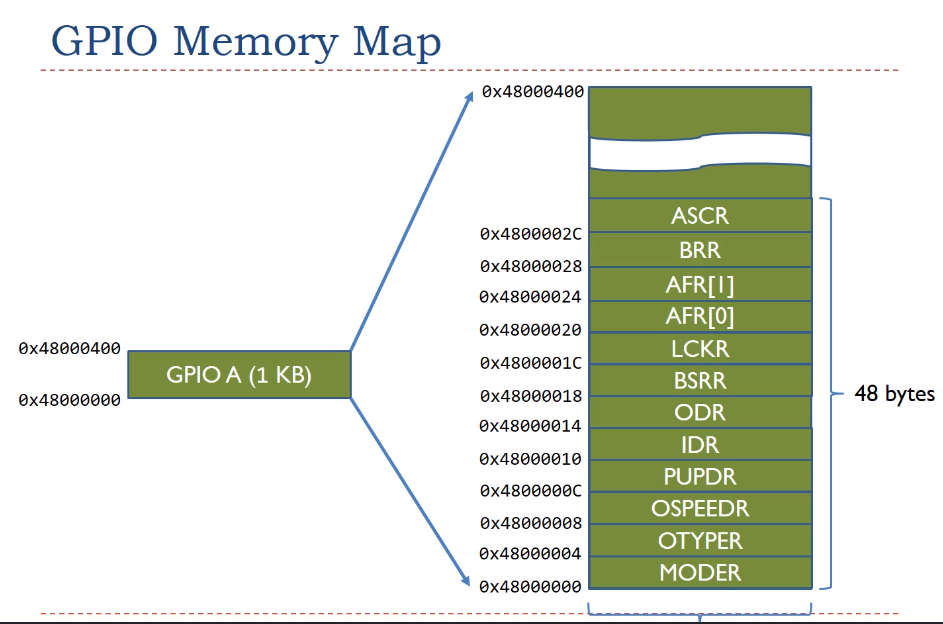 GPIO Memory Map
0x48000400
ASCR
0x4800002C
BRR
0x48000028
AFR[1]
0x48000024
AFR[0]
0x48000020
LCKR
0x4800001C
BSRR
0x48000018
ODR
0x48000014
IDR
0x48000010
PUPDR
0x4800000C
OSPEEDR
0x48000008
OTYPER
0x48000004
MODER
0x48000000
48 bytes
0x48000400
GPIO A (1 KB)
0x48000000